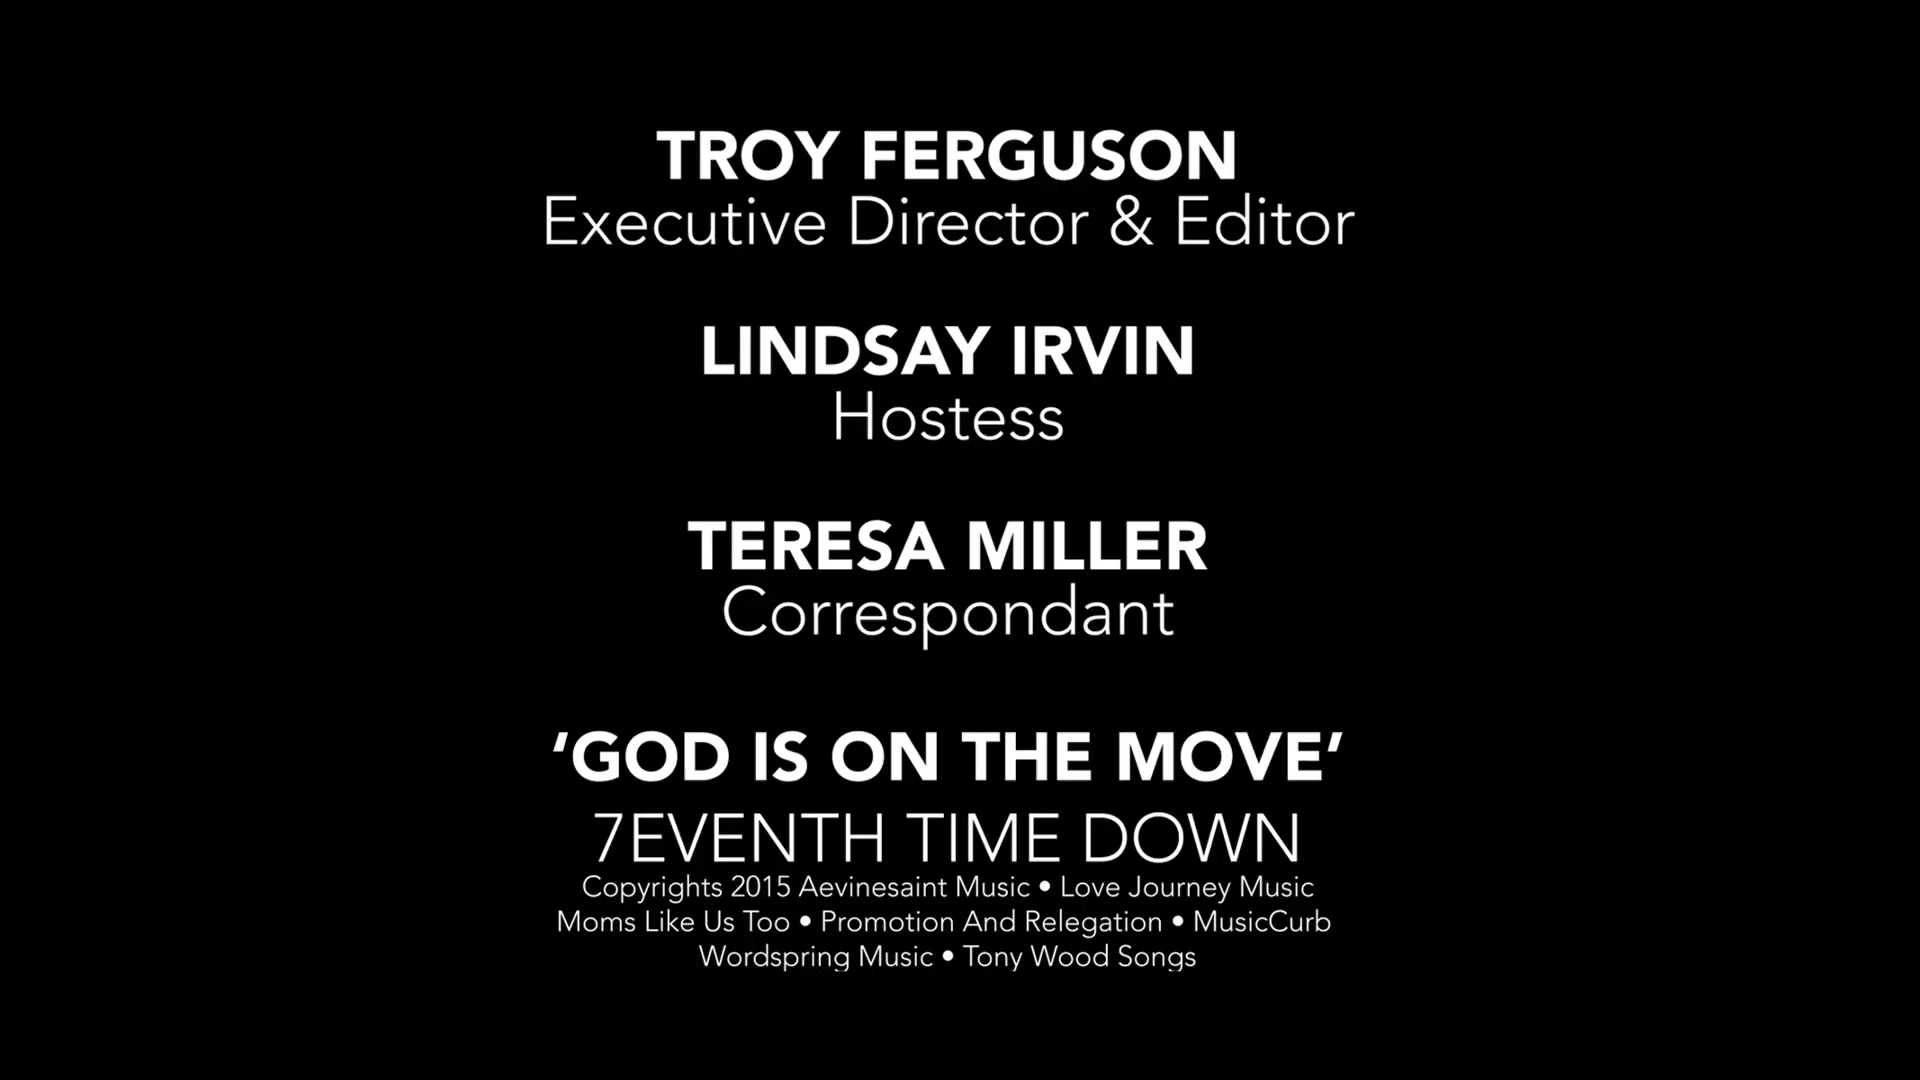 TROY FERGUSON
Executive Director & Editor
LINDSAY IRVIN
Hostess
TERESA MILLER
Correspondant
‘GOD IS ON THE MOVE’
7EVENTH TIME DOWN
Copyrights 2015 Aevinesaint Music • Love Journey Music
Moms Like Us Too • Promotion And Relegation • MusicCurb
Wordspring Music • Tony Wood Songs